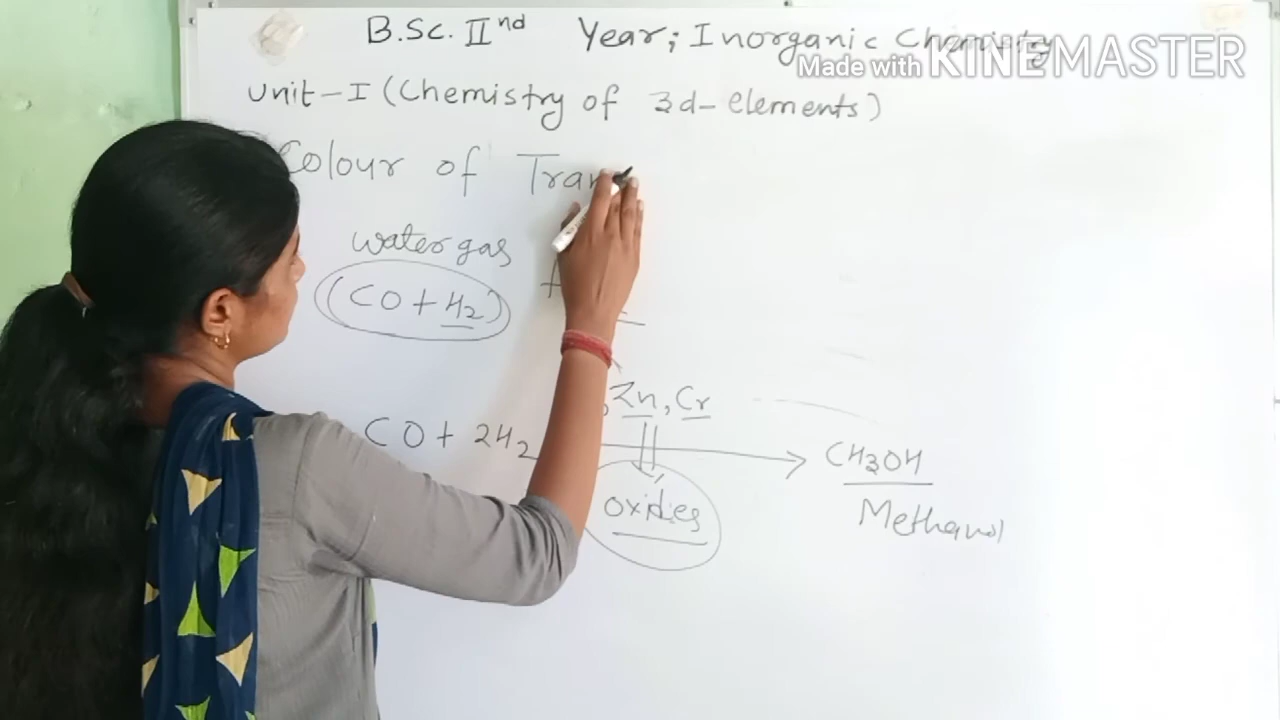 B.Sc. IInd Year; Inorganic Chemistry
Made with KINEMASTER
Unit-I (Chemistry of 3d-elements)
Colour of Tran
water gas
(CO + H2)
Zn, Cr
CO + 2H2
CH3OH
oxides
Methanol